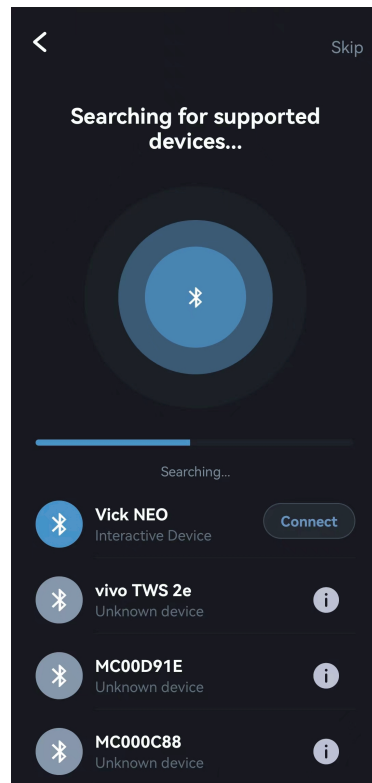 Skip
Searching for supported
devices...
Searching...
Vick NEO
Interactive Device
Connect
vivo TWS 2e
Unknown device
MC00D91E
Unknown device
MC000C88
Unknown device